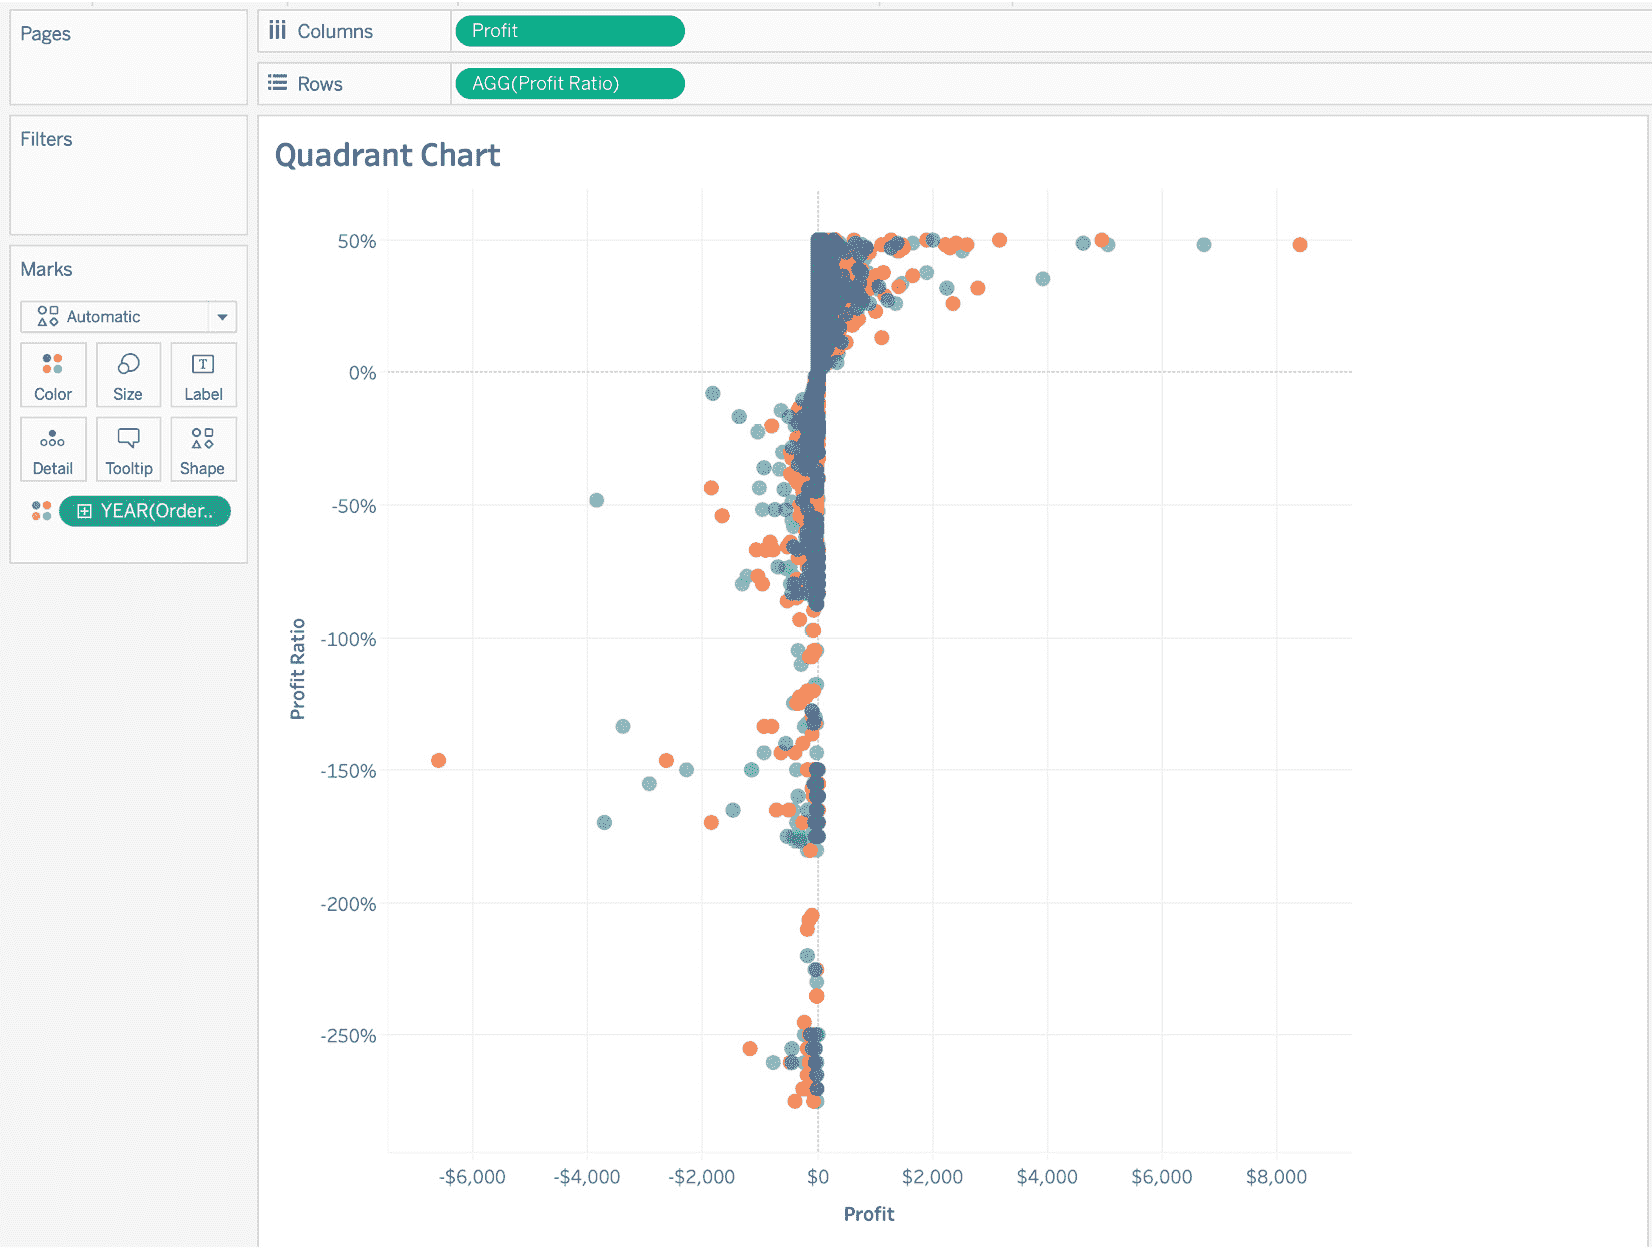 Pages
Columns
Profit
Rows
AGG(Profit Ratio)
Filters
Marks
Automatic
Color
Size
T
Label
Detail
Tooltip
Shape
YEAR(Order..
Quadrant Chart
50%
0%
-50%
-100%
-150%
-200%
-250%
Profit Ratio
-$6,000
-$4,000
-$2,000
$0
$2,000
$4,000
$6,000
$8,000
Profit